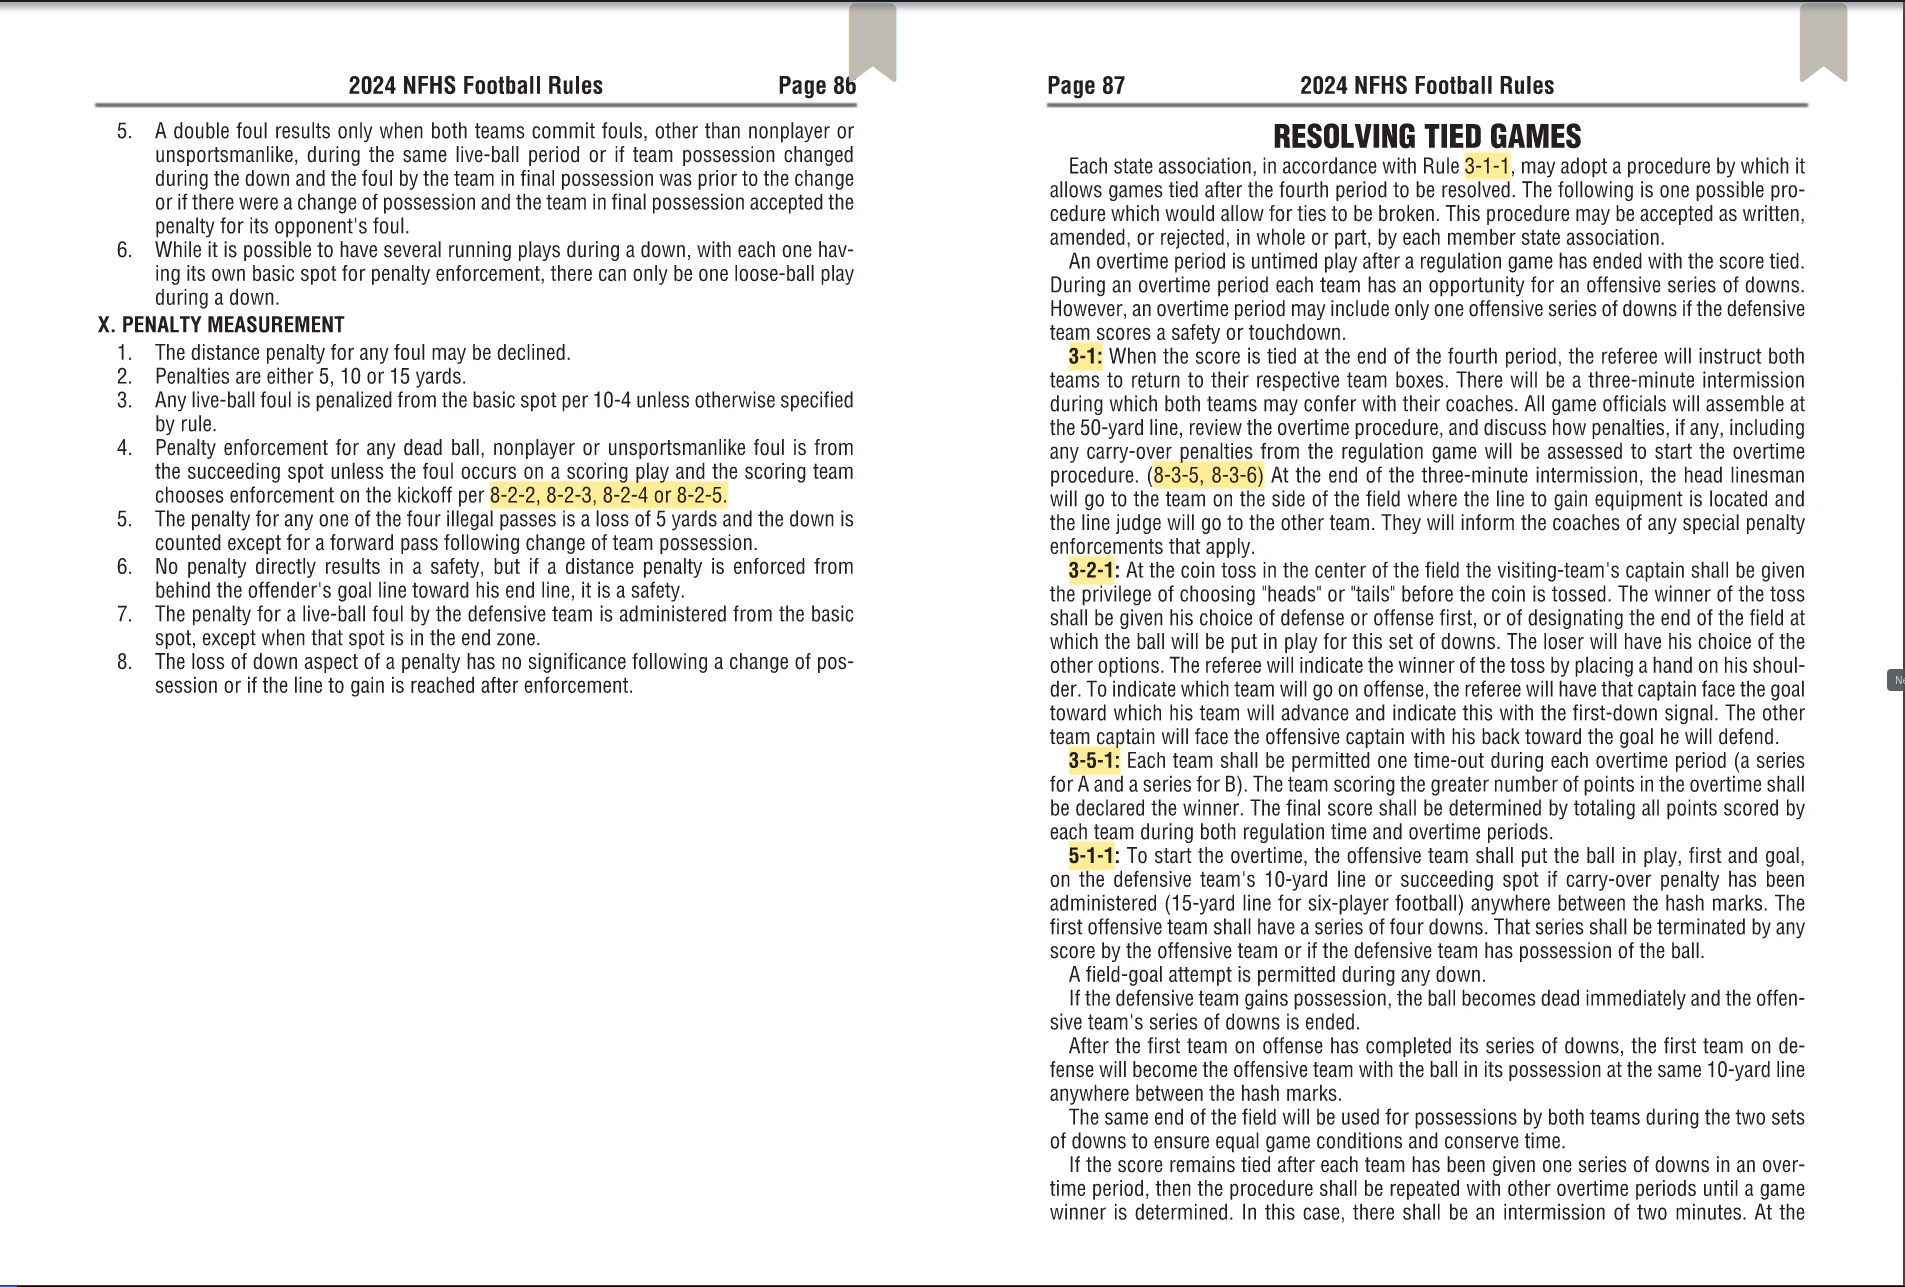 2024 NFHS Football Rules Page 86
5. A double foul results only when both teams commit fouls, other than nonplayer or
unsportsmanlike, during the same live-ball period or if team possession changed
during the down and the foul by the team in final possession was prior to the change
or if there were a change of possession and the team in final possession accepted the
penalty for its opponent's foul.
6. While it is possible to have several running plays during a down, with each one hav-
ing its own basic spot for penalty enforcement, there can only be one loose-ball play
during a down.
X. PENALTY MEASUREMENT
1. The distance penalty for any foul may be declined.
2. Penalties are either 5, 10 or 15 yards.
3. Any live-ball foul is penalized from the basic spot per 10-4 unless otherwise specified
by rule.
4. Penalty enforcement for any dead ball, nonplayer or unsportsmanlike foul is from
the succeeding spot unless the foul occurs on a scoring play and the scoring team
chooses enforcement on the kickoff per 8-2-2, 8-2-3, 8-2-4 or 8-2-5.
5. The penalty for any one of the four illegal passes is a loss of 5 yards and the down is
counted except for a forward pass following change of team possession.
6. No penalty directly results in a safety, but if a distance penalty is enforced from
behind the offender's goal line toward his end line, it is a safety.
7. The penalty for a live-ball foul by the defensive team is administered from the basic
spot, except when that spot is in the end zone.
8. The loss of down aspect of a penalty has no significance following a change of pos-
session or if the line to gain is reached after enforcement.
Page 87 2024 NFHS Football Rules
RESOLVING TIED GAMES
Each state association, in accordance with Rule 3-1-1, may adopt a procedure by which it
allows games tied after the fourth period to be resolved. The following is one possible pro-
cedure which would allow for ties to be broken. This procedure may be accepted as written,
amended, or rejected, in whole or part, by each member state association.
An overtime period is untimed play after a regulation game has ended with the score tied.
During an overtime period each team has an opportunity for an offensive series of downs.
However, an overtime period may include only one offensive series of downs if the defensive
team scores a safety or touchdown.
3-1: When the score is tied at the end of the fourth period, the referee will instruct both
teams to return to their respective team boxes. There will be a three-minute intermission
during which both teams may confer with their coaches. All game officials will assemble at
the 50-yard line, review the overtime procedure, and discuss how penalties, if any, including
any carry-over penalties from the regulation game will be assessed to start the overtime
procedure. (8-3-5, 8-3-6) At the end of the three-minute intermission, the head linesman
will go to the team on the side of the field where the line to gain equipment is located and
the line judge will go to the other team. They will inform the coaches of any special penalty
enforcements that apply.
3-2-1: At the coin toss in the center of the field the visiting-team's captain shall be given
the privilege of choosing "heads" or "tails" before the coin is tossed. The winner of the toss
shall be given his choice of defense or offense first, or of designating the end of the field at
which the ball will be put in play for this set of downs. The loser will have his choice of the
other options. The referee will indicate the winner of the toss by placing a hand on his shoul-
der. To indicate which team will go on offense, the referee will have that captain face the goal
toward which his team will advance and indicate this with the first-down signal. The other
team captain will face the offensive captain with his back toward the goal he will defend.
3-5-1: Each team shall be permitted one time-out during each overtime period (a series
for A and a series for B). The team scoring the greater number of points in the overtime shall
be declared the winner. The final score shall be determined by totaling all points scored by
each team during both regulation time and overtime periods.
5-1-1: To start the overtime, the offensive team shall put the ball in play, first and goal,
on the defensive team's 10-yard line or succeeding spot if carry-over penalty has been
administered (15-yard line for six-player football) anywhere between the hash marks. The
first offensive team shall have a series of four downs. That series shall be terminated by any
score by the offensive team or if the defensive team has possession of the ball.
A field-goal attempt is permitted during any down.
If the defensive team gains possession, the ball becomes dead immediately and the offen-
sive team's series of downs is ended.
After the first team on offense has completed its series of downs, the first team on de-
fense will become the offensive team with the ball in its possession at the same 10-yard line
anywhere between the hash marks.
The same end of the field will be used for possessions by both teams during the two sets
of downs to ensure equal game conditions and conserve time.
If the score remains tied after each team has been given one series of downs in an over-
time period, then the procedure shall be repeated with other overtime periods until a game
winner is determined. In this case, there shall be an intermission of two minutes. At the